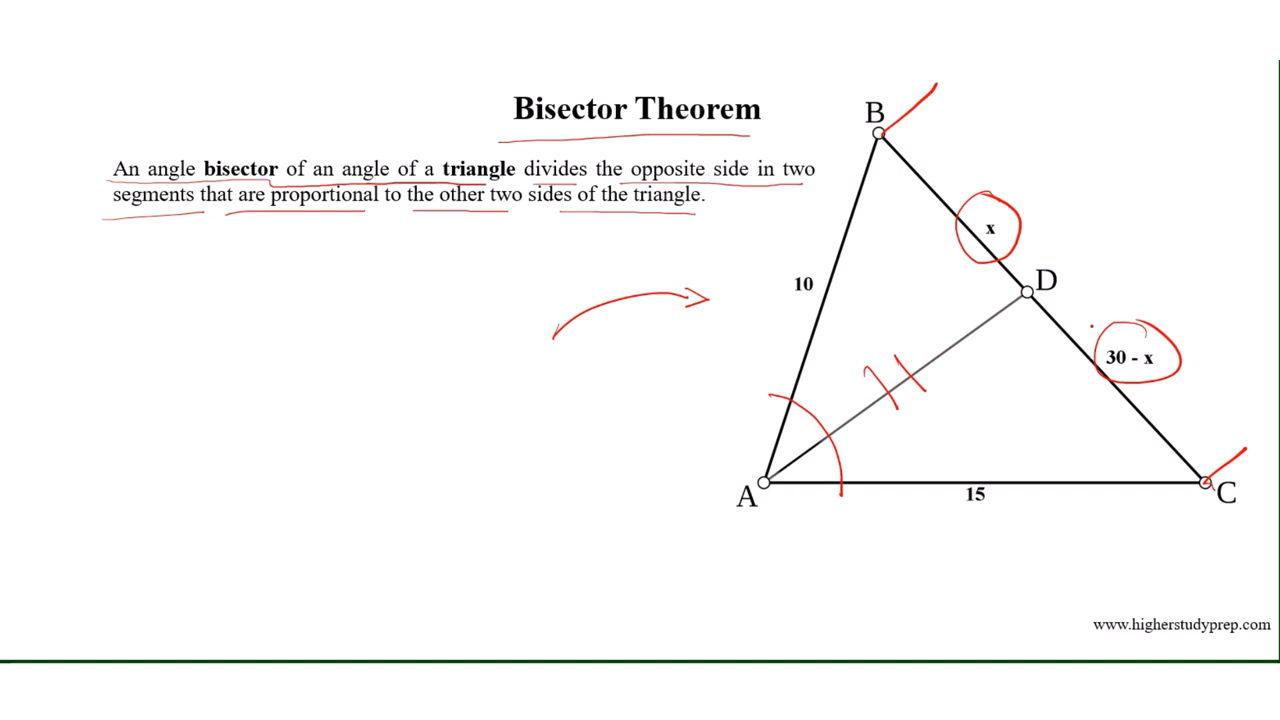 Bisector Theorem
An angle bisector of an angle of a triangle divides the opposite side in two
segments that are proportional to the other two sides of the triangle.
B
x
D
10
30 - x
A
15
C
www.higherstudyprep.com